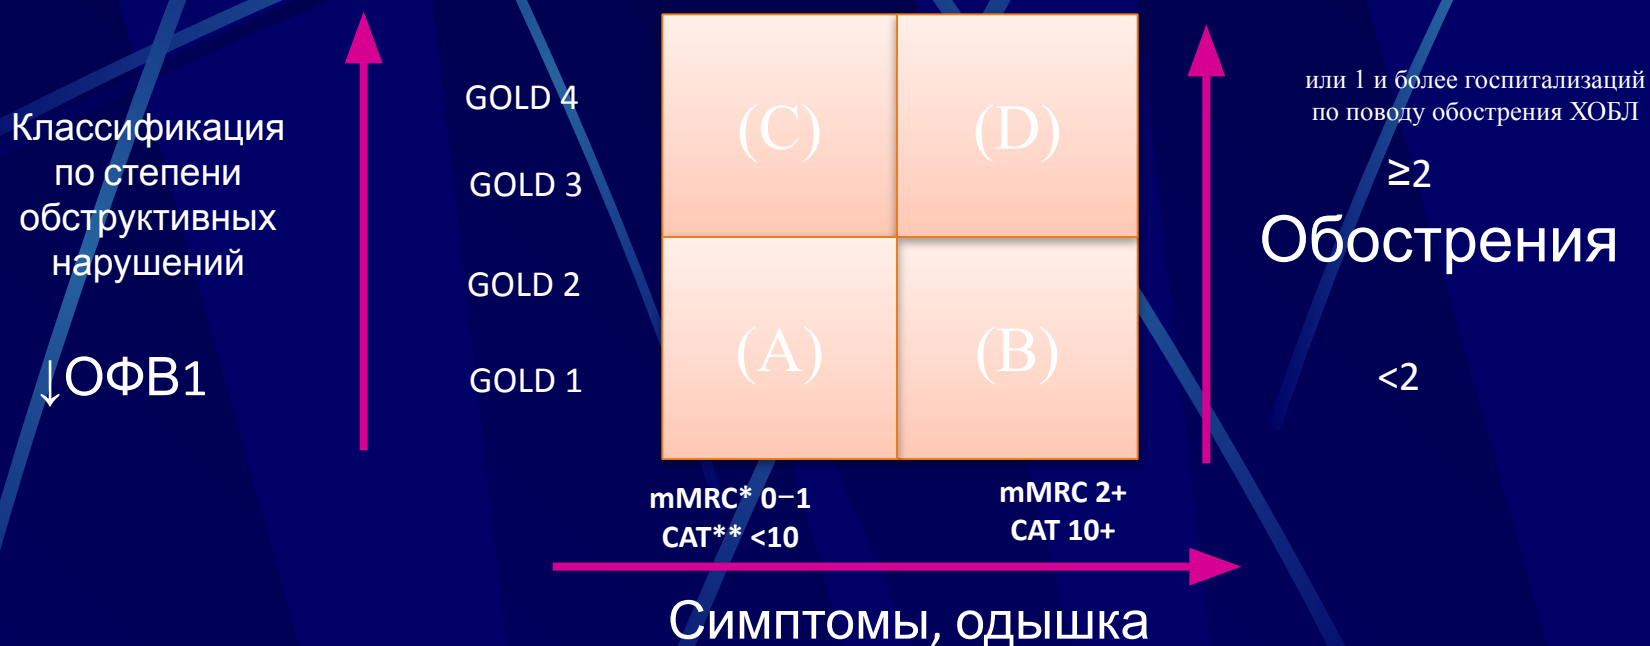 Классификация
по степени
обструктивных
нарушений
↓ОФВ1
GOLD 4
GOLD 3
GOLD 2
GOLD 1
(C)
(D)
(A)
(B)
или 1 и более госпитализаций
по поводу обострения ХОБЛ
≥2
Обострения
<2
mMRC* 0–1
CAT** <10
mMRC 2+
CAT 10+
Симптомы, одышка